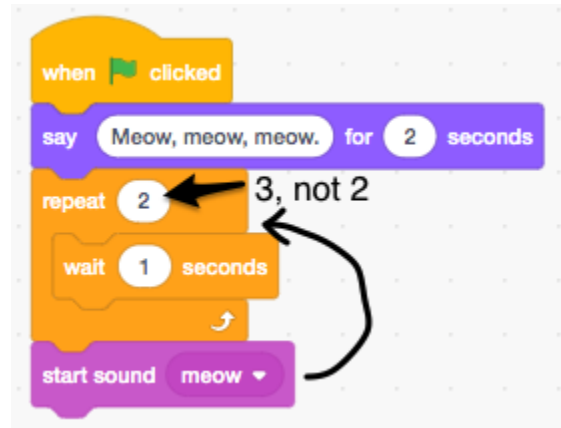 when clicked
say Meow, meow, meow. for 2 seconds
repeat 2 3, not 2
wait 1 seconds
start sound meow